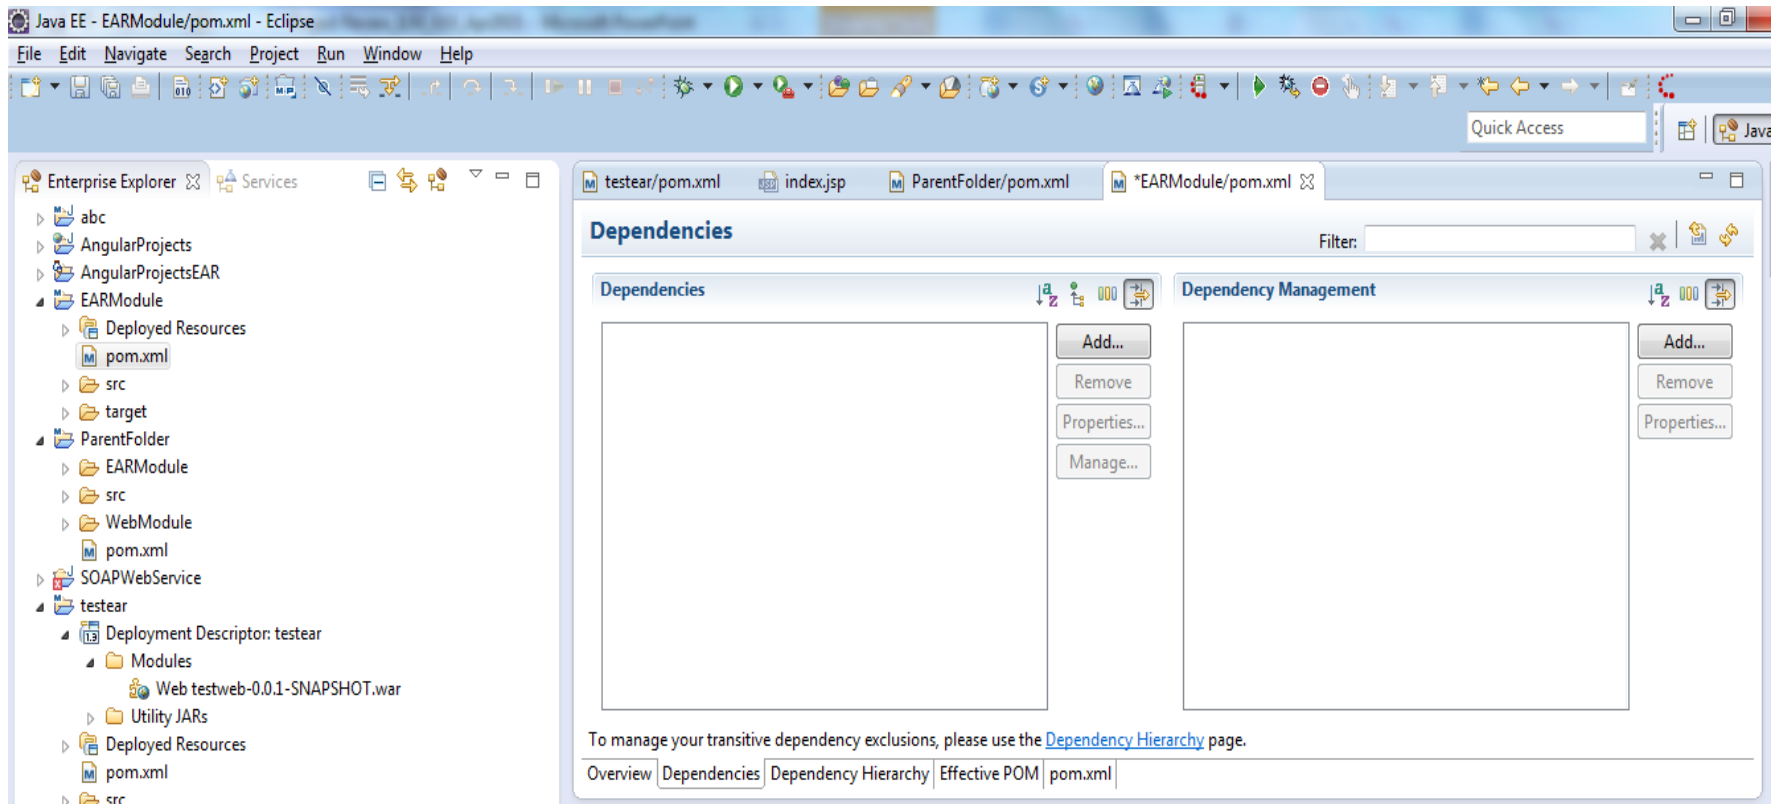 Java EE - EARModule/pom.xml - Eclipse
File Edit Navigate Search Project Run Window Help
Quick Access
Java
Enterprise Explorer Services
testear/pom.xml index.jsp ParentFolder/pom.xml *EARModule/pom.xml
abc
AngularProjects
AngularProjectsEAR
EARModule
Deployed Resources
pom.xml
src
target
ParentFolder
EARModule
src
WebModule
pom.xml
SOAPWebService
testear
Deployment Descriptor: testear
Modules
Web testweb-0.0.1-SNAPSHOT.war
Utility JARs
Deployed Resources
pom.xml
src
Dependencies
Filter:
Dependencies
Add...
Remove
Properties...
Manage...
Dependency Management
Add...
Remove
Properties...
To manage your transitive dependency exclusions, please use the Dependency Hierarchy page.
Overview Dependencies Dependency Hierarchy Effective POM pom.xml